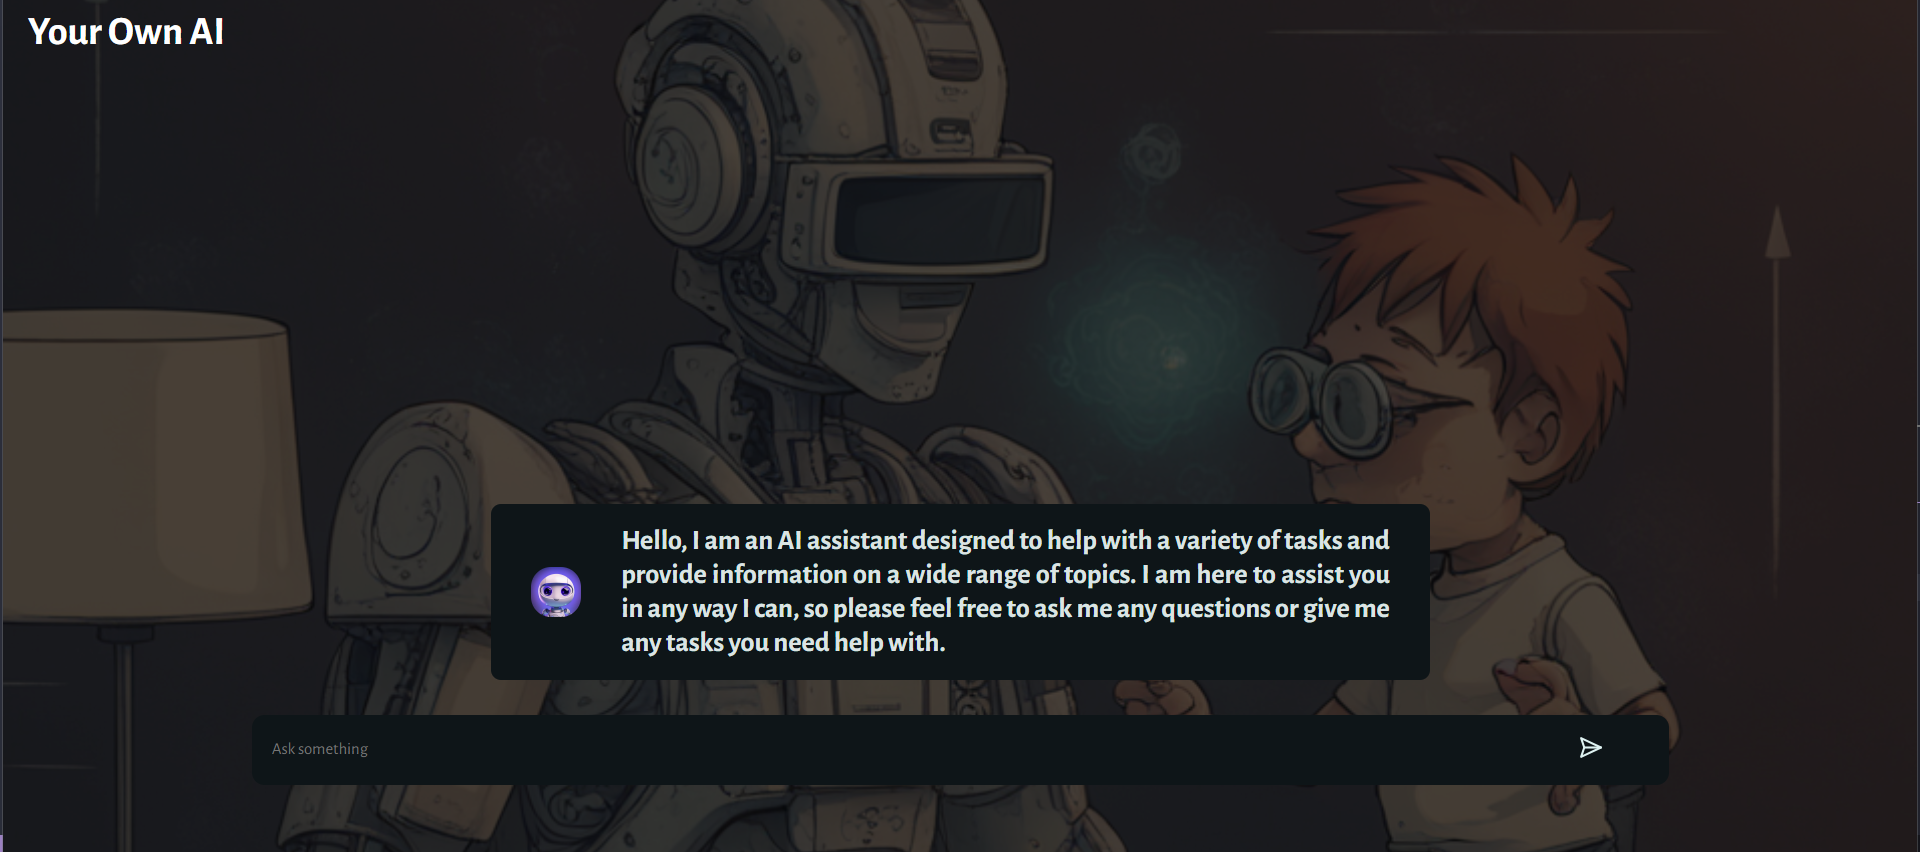 Your Own AI
Hello, I am an AI assistant designed to help with a variety of tasks and
provide information on a wide range of topics. I am here to assist you
in any way I can, so please feel free to ask me any questions or give me
any tasks you need help with.
Ask something